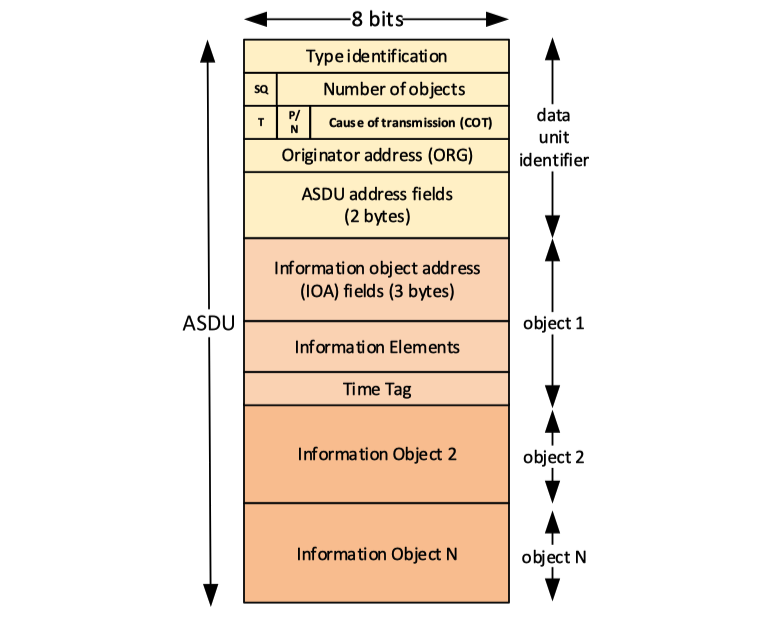 8 bits
Type identification
SQ
Number of objects
T
P/
N
Cause of transmission (COT)
Originator address (ORG)
ASDU address fields
(2 bytes)
data
unit
identifier
Information object address
(IOA) fields (3 bytes)
Information Elements
Time Tag
object 1
ASDU
Information Object 2
object 2
Information Object N
object N